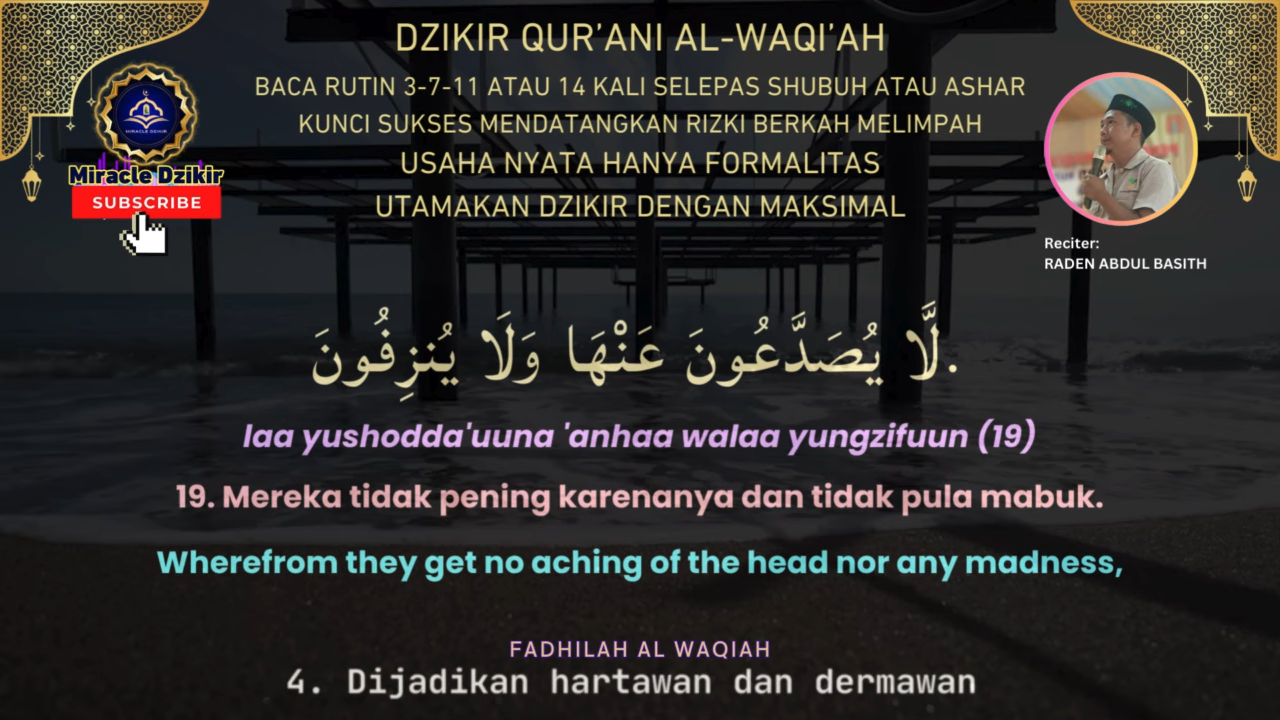 DZIKIR QUR'ANI AL-WAQI'AH
BACA RUTIN 3-7-11 ATAU 14 KALI SELEPAS SHUBUH ATAU ASHAR
KUNCI SUKSES MENDATANGKAN RIZKI BERKAH MELIMPAH
USAHA NYATA HANYA FORMALITAS
UTAMAKAN DZIKIR DENGAN MAKSIMAL
MIRACLE DZIKIR
Miracle Dzikir
SUBSCRIBE
Reciter:
RADEN ABDUL BASITH
لَّا يُصَدَّعُونَ عَنْهَا وَلَا يُنزِفُونَ.
laa yushodda'uuna 'anhaa walaa yungzifuun (19)
19. Mereka tidak pening karenanya dan tidak pula mabuk.
Wherefrom they get no aching of the head nor any madness,
FADHILAH AL WAQIAH
4. Dijadikan hartawan dan dermawan